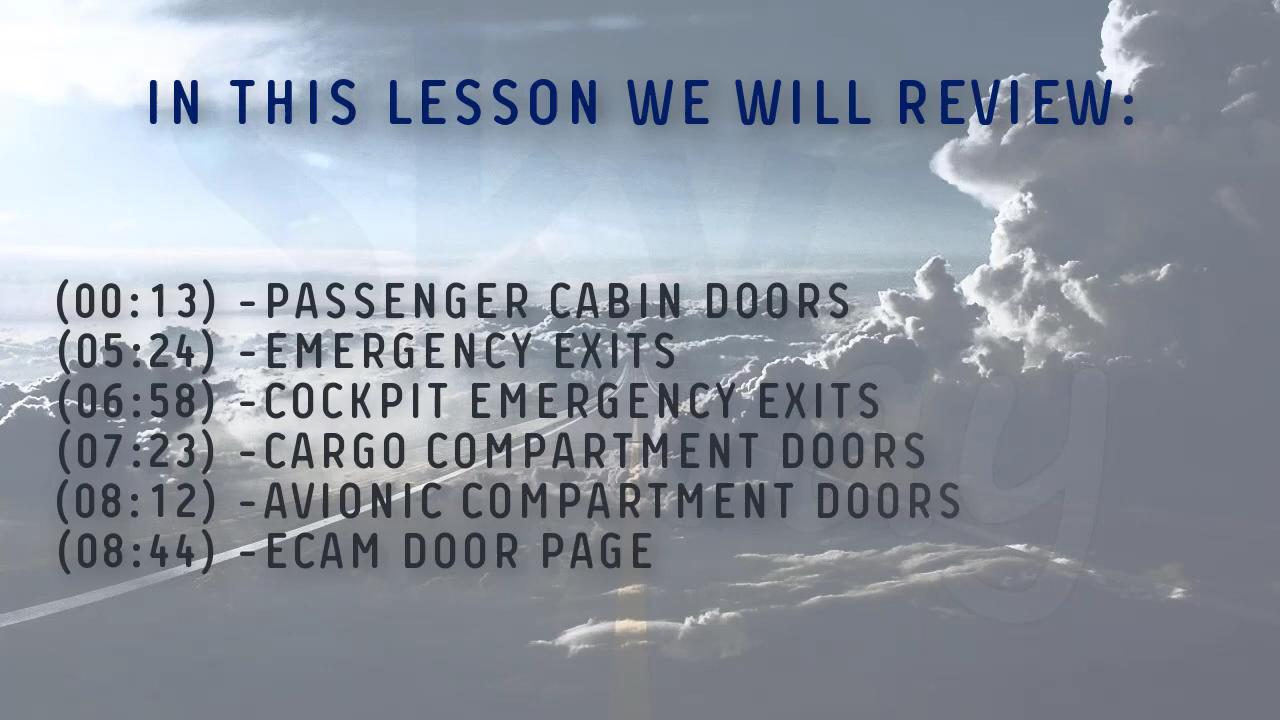 IN THIS LESSON WE WILL REVIEW:
(00:13) -PASSENGER CABIN DOORS
(05:24) -EMERGENCY EXITS
(06:58) -COCKPIT EMERGENCY EXITS
(07:23) -CARGO COMPARTMENT DOORS
(08:12) -AVIONIC COMPARTMENT DOORS
(08:44) -ECAM DOOR PAGE